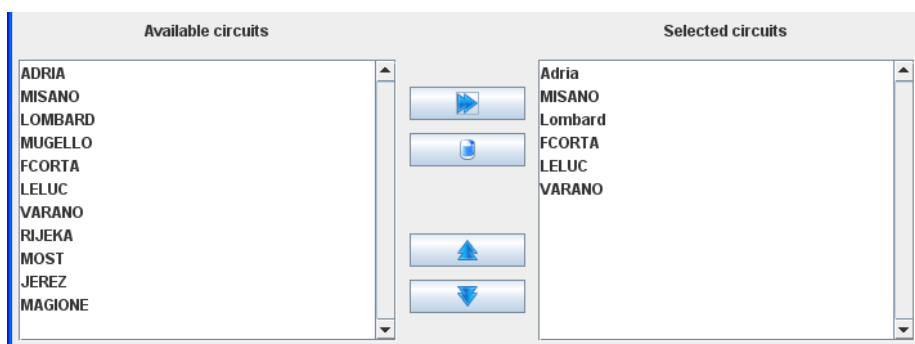 Available circuits
ADRIA
MISANO
LOMBARD
MUGELLO
FCORTA
LELUC
VARANO
RIJEKA
MOST
JEREZ
MAGIONE
Selected circuits
Adria
MISANO
Lombard
FCORTA
LELUC
VARANO